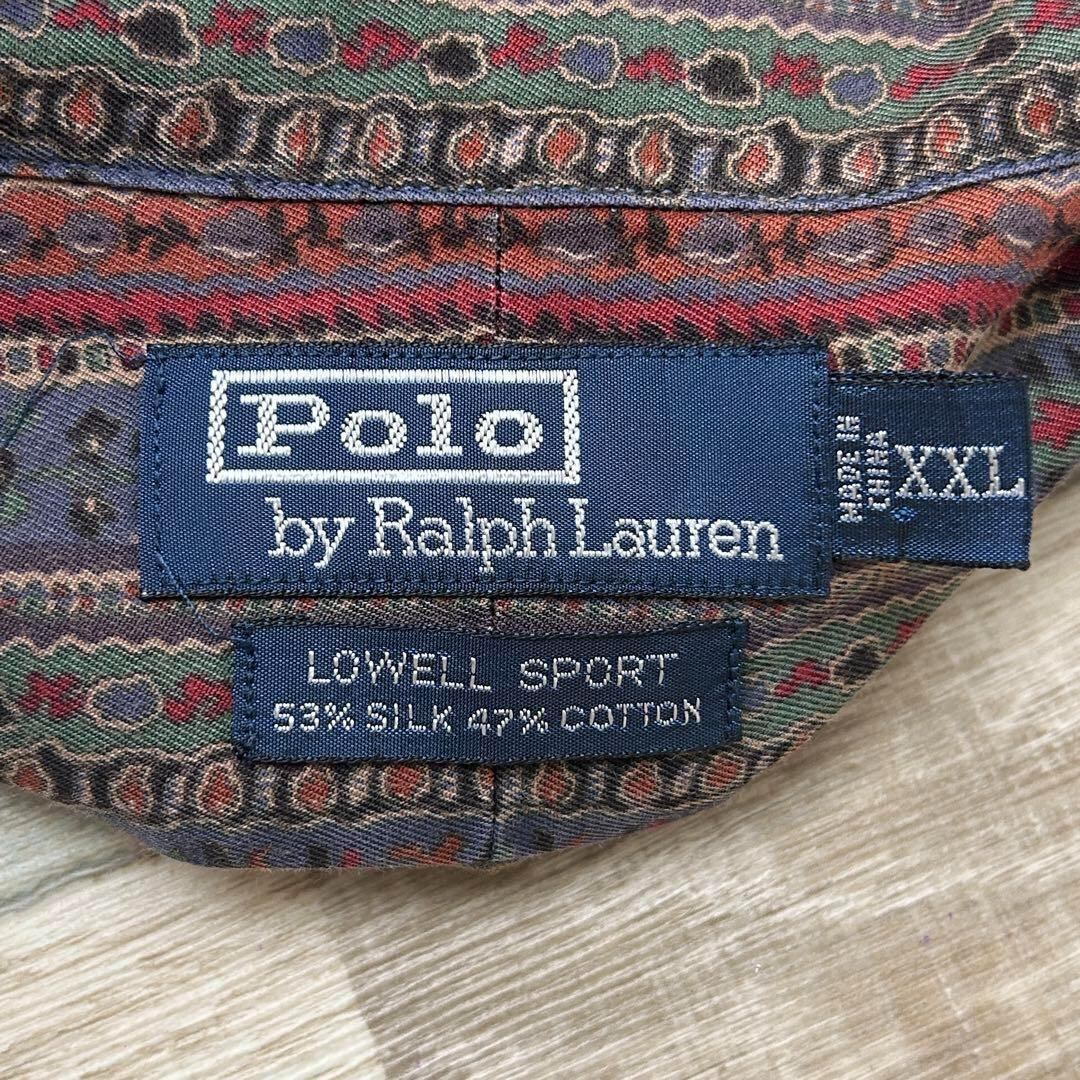 Polo
by Ralph Lauren
MADE IN
CHINA
XXL
LOWELL SPORT
53% SILK 47% COTTON